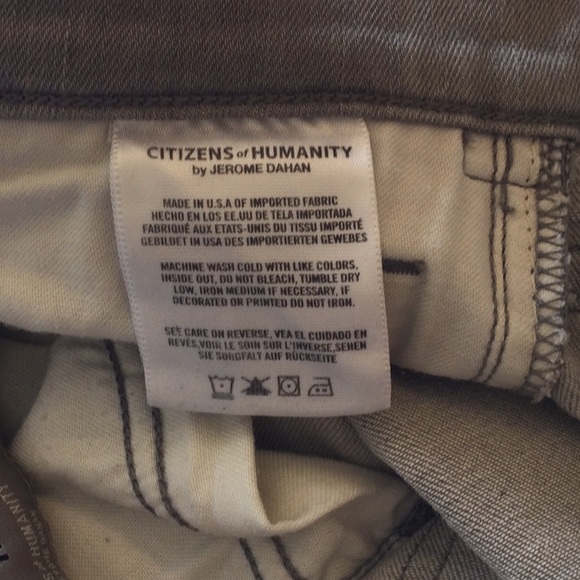 CITIZENS of HUMANITY
by JEROME DAHAN
MADE IN U.S.A OF IMPORTED FABRIC
HECHO EN LOS EE.UU DE TELA IMPORTADA
FABRIQUÉ AUX ETATS-UNIS DU TISSU IMPORTÉ
GEBILDET IN USA DES IMPORTIERTEN GEWEBES
MACHINE WASH COLD WITH LIKE COLORS,
INSIDE OUT, DO NOT BLEACH, TUMBLE DRY
LOW, IRON MEDIUM IF NECESSARY, IF
DECORATED OR PRINTED DO NOT IRON.
SEE CARE ON REVERSE, VEA EL CUIDADO EN
REVÉS,VOIR LE SOIN SUR L'INVERSE,SEHEN
SIE SORGFALT AUF RÜCKSEITE
HUMANITY